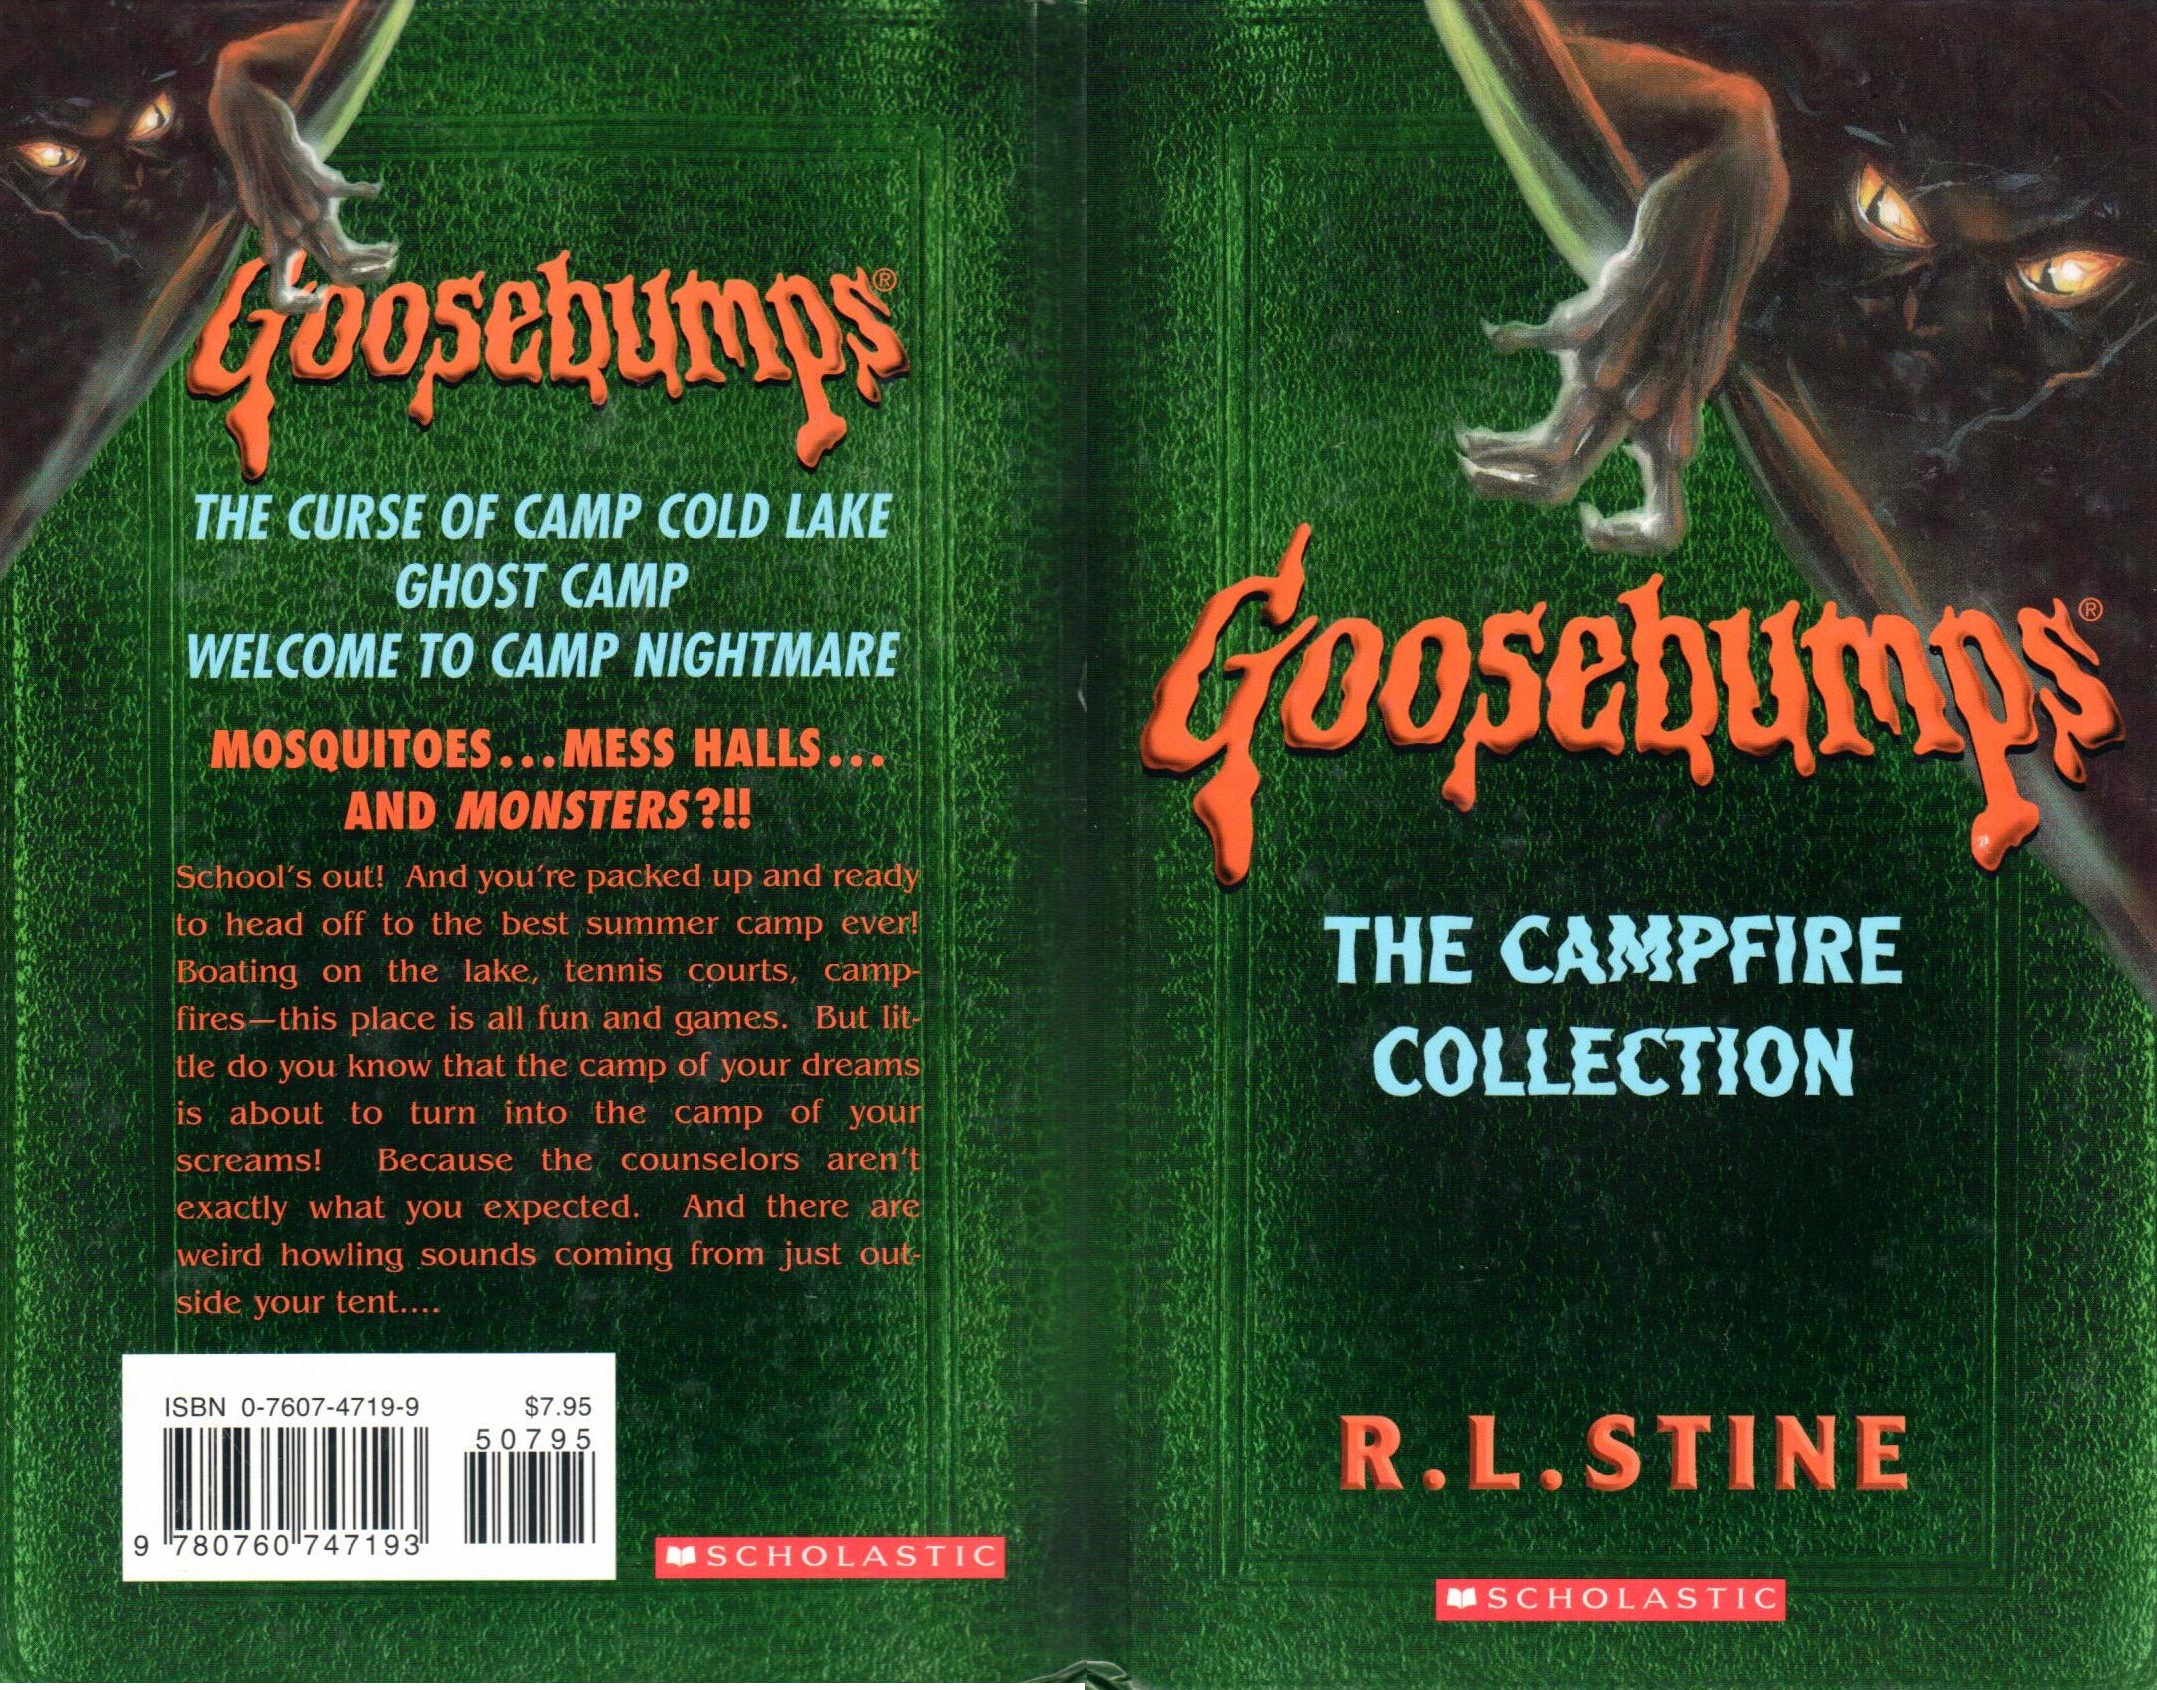 Goosebumps®
THE CURSE OF CAMP COLD LAKE
GHOST CAMP
WELCOME TO CAMP NIGHTMARE
MOSQUITOES...MESS HALLS...
AND MONSTERS?!!
School's out! And you're packed up and ready
to head off to the best summer camp ever!
Boating on the lake, tennis courts, camp-
fires—this place is all fun and games. But lit-
tle do you know that the camp of your dreams
is about to turn into the camp of your
screams! Because the counselors aren't
exactly what you expected. And there are
weird howling sounds coming from just out-
side your tent....
ISBN 0-7607-4719-9
$7.95
50795
9 780760 747193
SCHOLASTIC
Goosebumps®
THE CAMPFIRE
COLLECTION
R.L.STINE
SCHOLASTIC